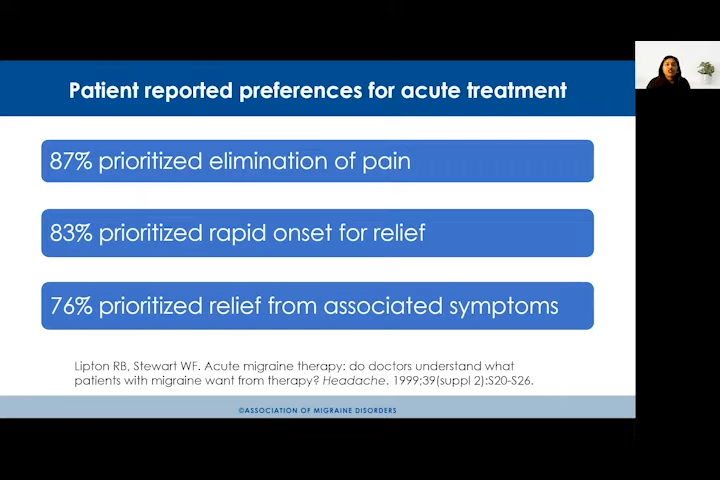 Patient reported preferences for acute treatment
87% prioritized elimination of pain
83% prioritized rapid onset for relief
76% prioritized relief from associated symptoms
Lipton RB, Stewart WF. Acute migraine therapy: do doctors understand what
patients with migraine want from therapy? Headache. 1999;39(suppl 2):S20-S26.
©ASSOCIATION OF MIGRAINE DISORDERS